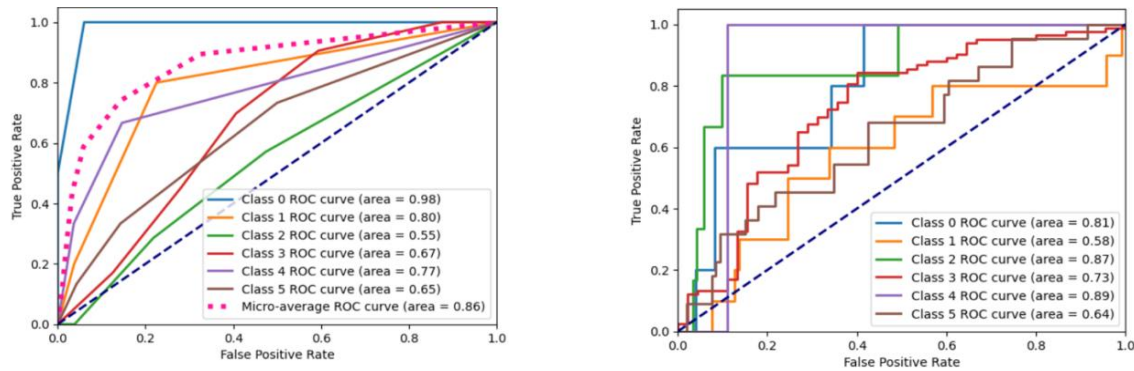 1.0
0.8
0.6
0.4
0.2
0.0
True Positive Rate
Class 0 ROC curve (area = 0.98)
Class 1 ROC curve (area = 0.80)
Class 2 ROC curve (area = 0.55)
Class 3 ROC curve (area = 0.67)
Class 4 ROC curve (area = 0.77)
Class 5 ROC curve (area = 0.65)
Micro-average ROC curve (area = 0.86)
0.0 0.2 0.4 0.6 0.8 1.0
False Positive Rate
1.0
0.8
0.6
0.4
0.2
0.0
True Positive Rate
Class 0 ROC curve (area = 0.81)
Class 1 ROC curve (area = 0.58)
Class 2 ROC curve (area = 0.87)
Class 3 ROC curve (area = 0.73)
Class 4 ROC curve (area = 0.89)
Class 5 ROC curve (area = 0.64)
0.0 0.2 0.4 0.6 0.8 1.0
False Positive Rate